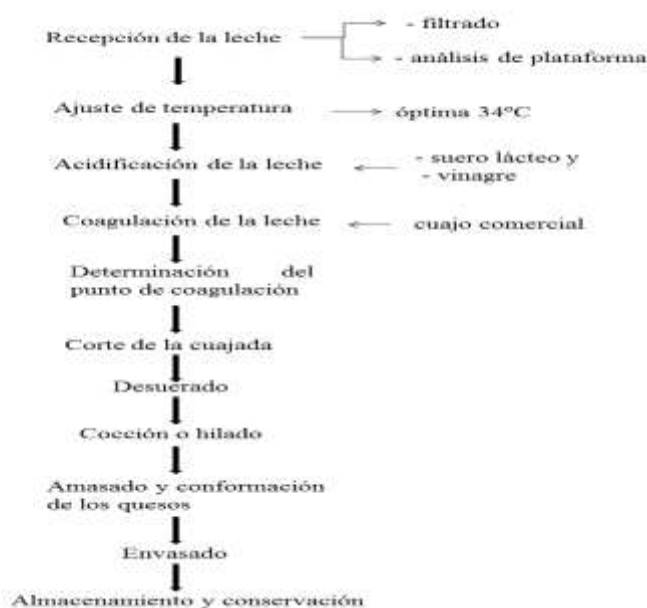 Recepción de la leche
- filtrado
- análisis de plataforma
Ajuste de temperatura
óptima 34°C
Acidificación de la leche
- suero lácteo y
- vinagre
Coagulación de la leche
cuajo comercial
Determinación del
punto de coagulación
Corte de la cuajada
Desuerado
Cocción o hilado
Amasado y conformación
de los quesos
Envasado
Almacenamiento y conservación